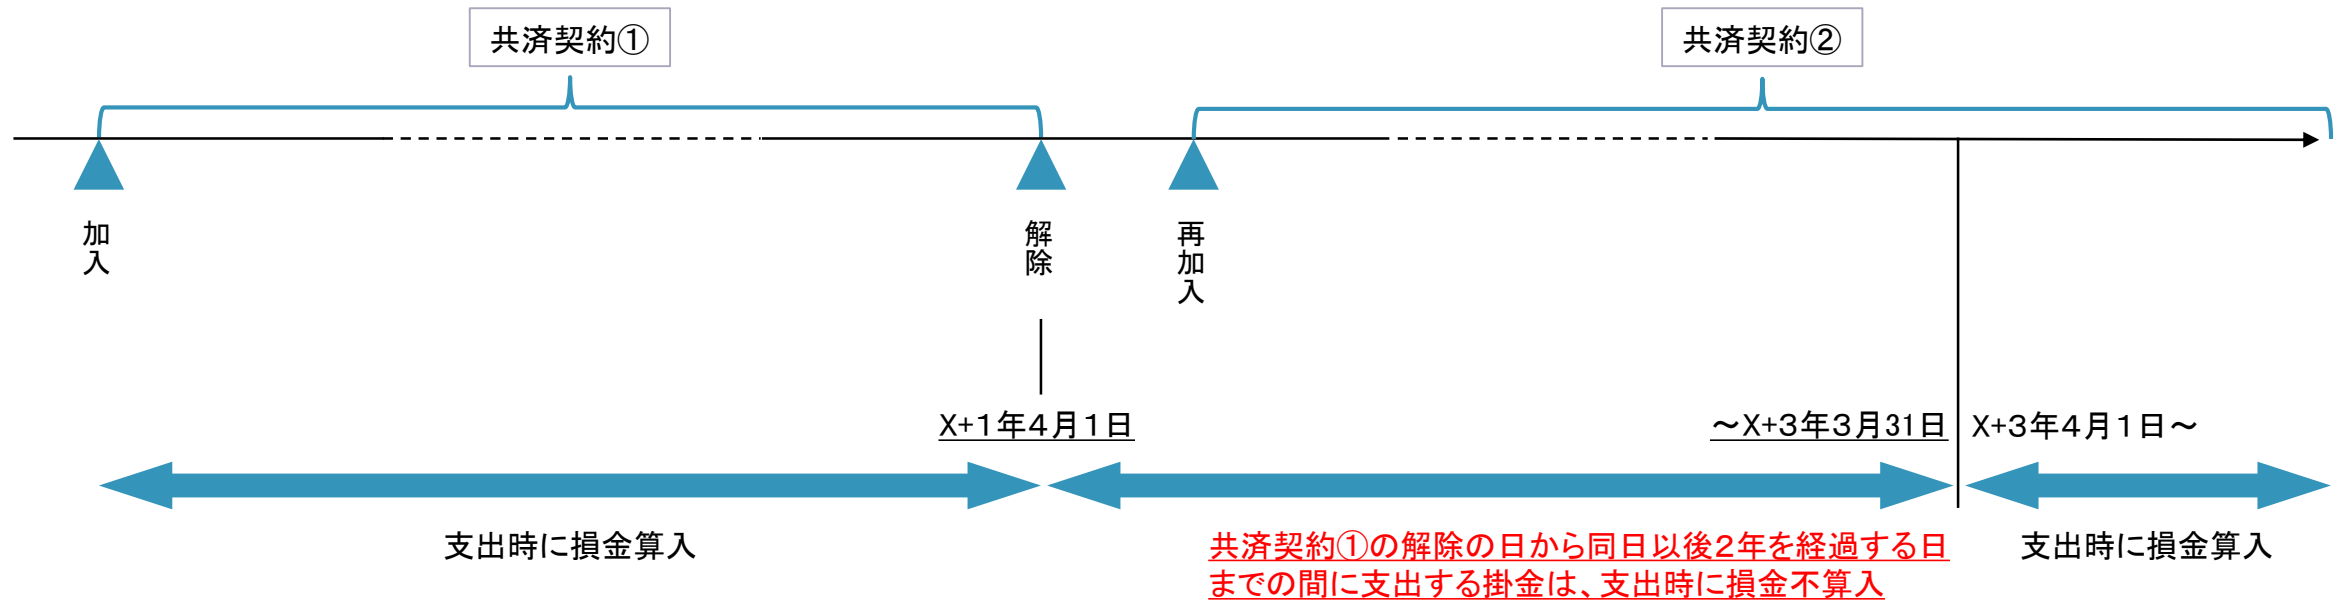 共済契約①
共済契約②
加入
解除
再加入
X+1年4月1日
～X+3年3月31日
X+3年4月1日～
支出時に損金算入
共済契約①の解除の日から同日以後2年を経過する日
までの間に支出する掛金は、支出時に損金不算入
支出時に損金算入